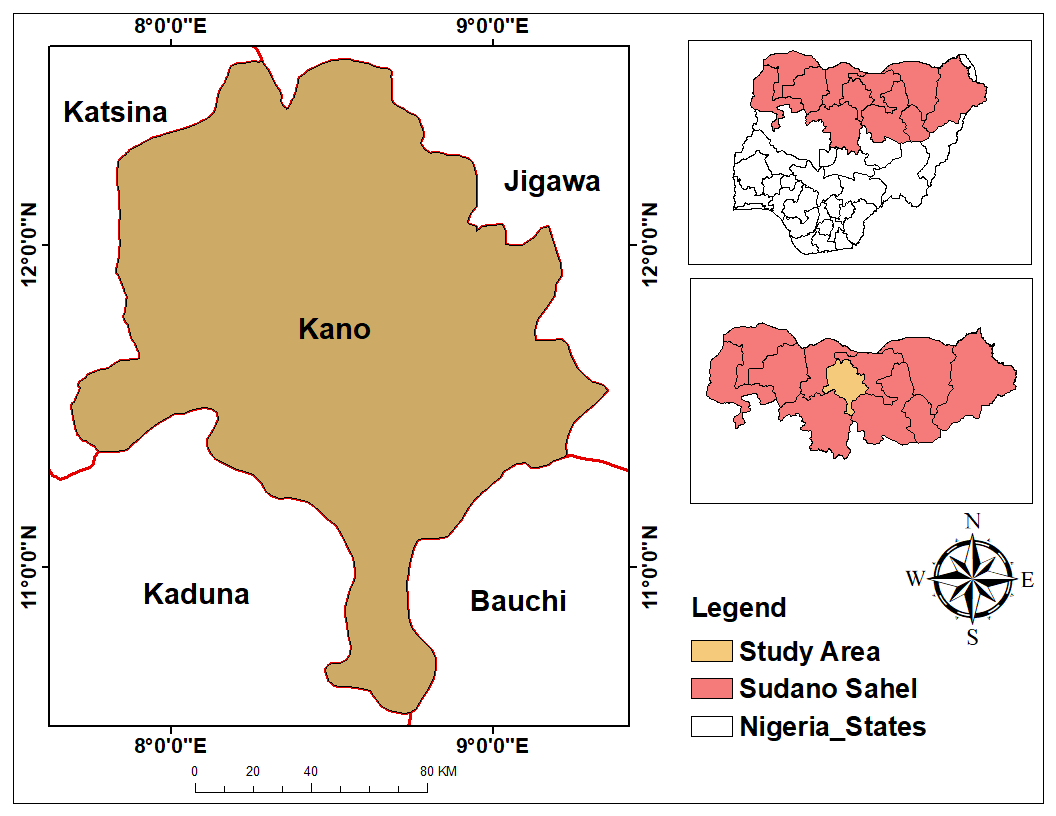 8°0'0"E 9°0'0"E
Katsina
Jigawa
12°0'0"N 12°0'0"N
Kano
11°0'0"N 11°0'0"N
Kaduna
Bauchi
8°0'0"E 9°0'0"E
0 20 40 80 KM
N
W E
S
Legend
Study Area
Sudano Sahel
Nigeria_States